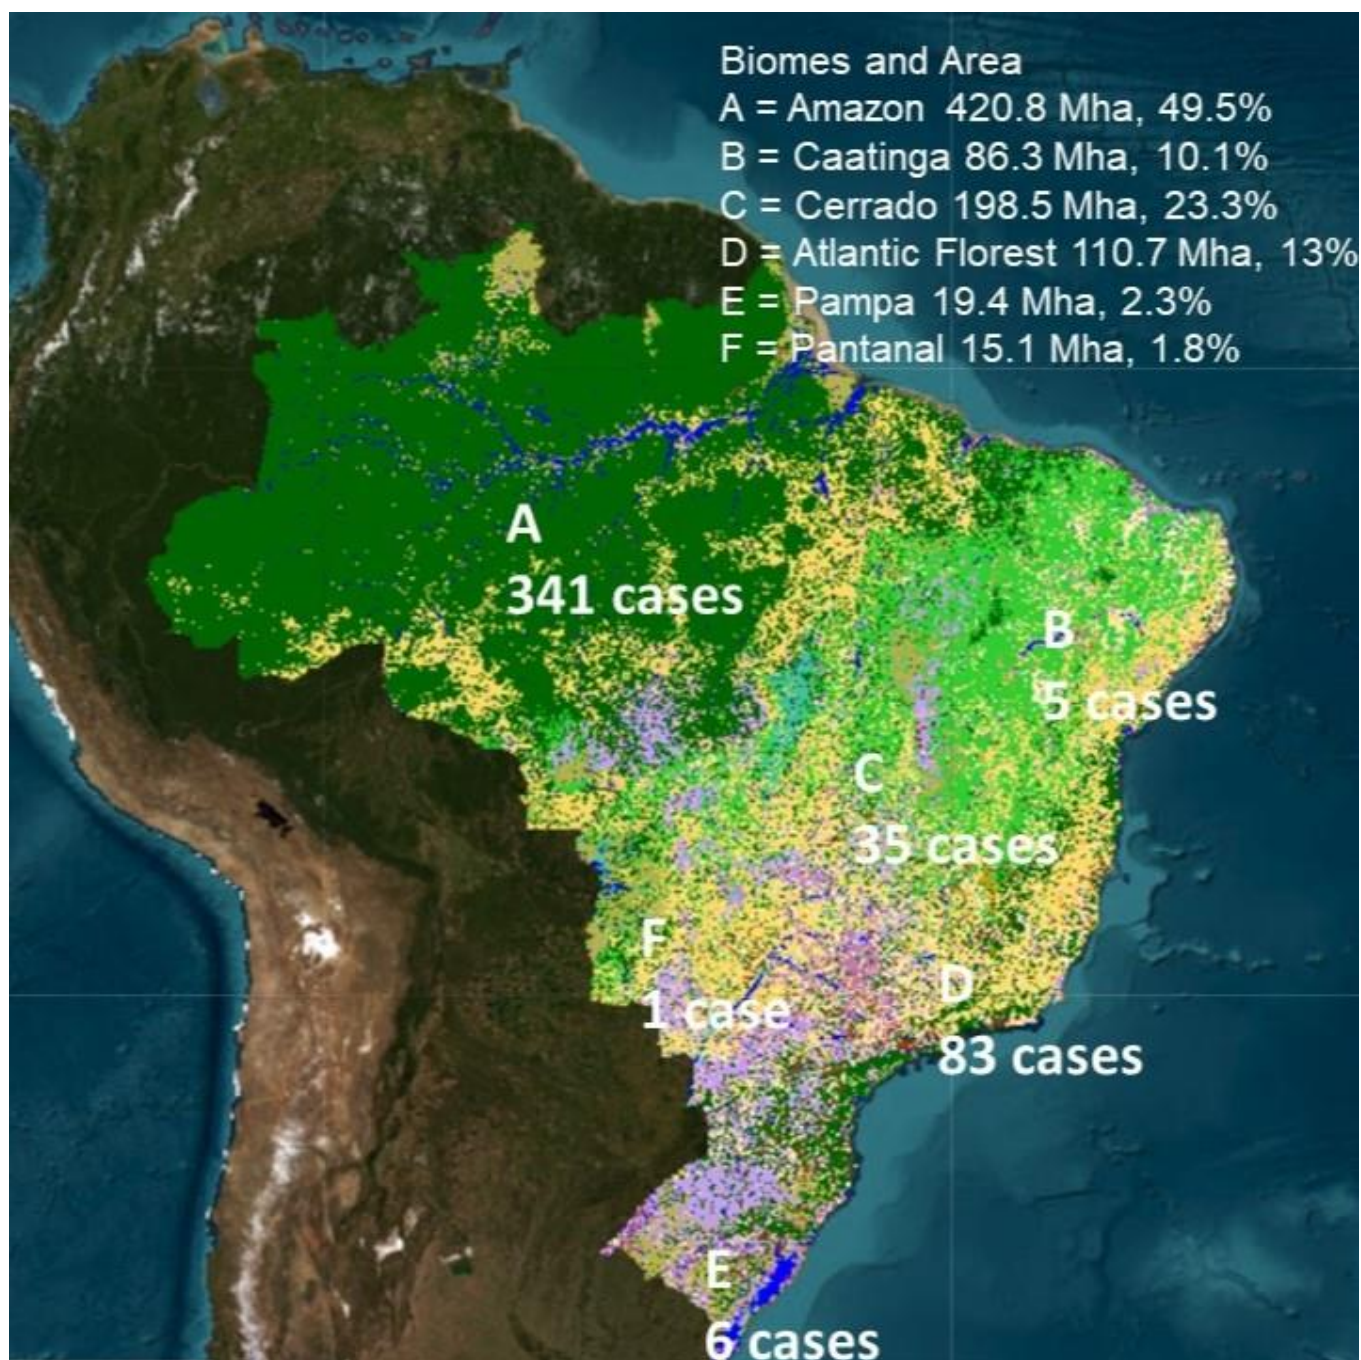 Biomes and Area
A = Amazon 420.8 Mha, 49.5%
B = Caatinga 86.3 Mha, 10.1%
C = Cerrado 198.5 Mha, 23.3%
D = Atlantic Florest 110.7 Mha, 13%
E = Pampa 19.4 Mha, 2.3%
F = Pantanal 15.1 Mha, 1.8%
A
341 cases
B
5 cases
C
35 cases
F
1 case
D
83 cases
E
6 cases